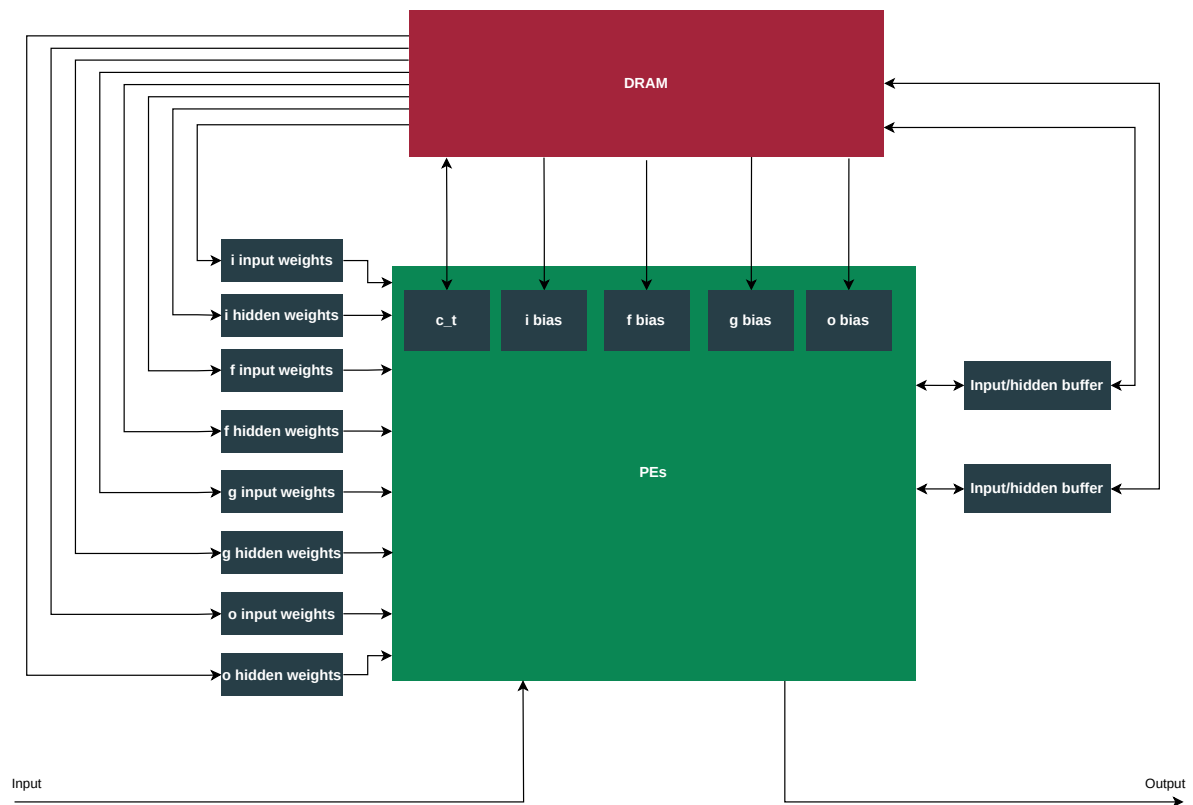 DRAM
i input weights
i hidden weights
f input weights
f hidden weights
g input weights
g hidden weights
o input weights
o hidden weights
c_t
i bias
f bias
g bias
o bias
PEs
Input/hidden buffer
Input/hidden buffer
Input
Output